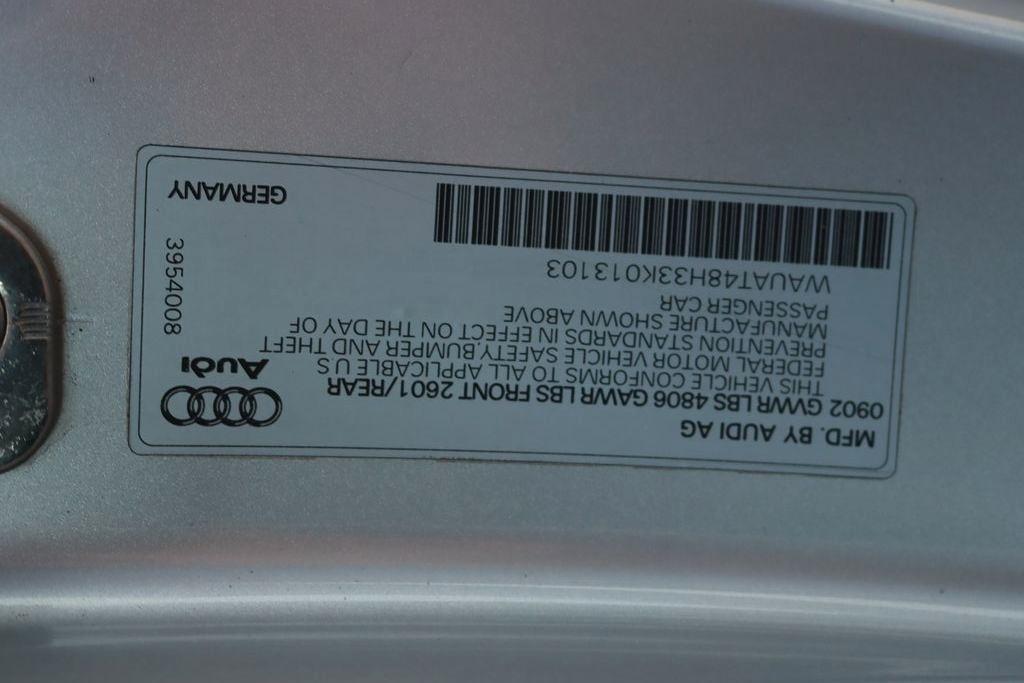 MFD. BY AUDI AG
0902 GVWR LBS 4806 GAWR LBS FRONT 2601/REAR
THIS VEHICLE CONFORMS TO ALL APPLICABLE U S
FEDERAL MOTOR VEHICLE SAFETY.BUMPER AND THEFT
PREVENTION STANDARDS IN EFFECT ON THE DAY OF
MANUFACTURE SHOWN ABOVE
PASSENGER CAR
WAUAT48H33K013103
Audi
3954008
GERMANY